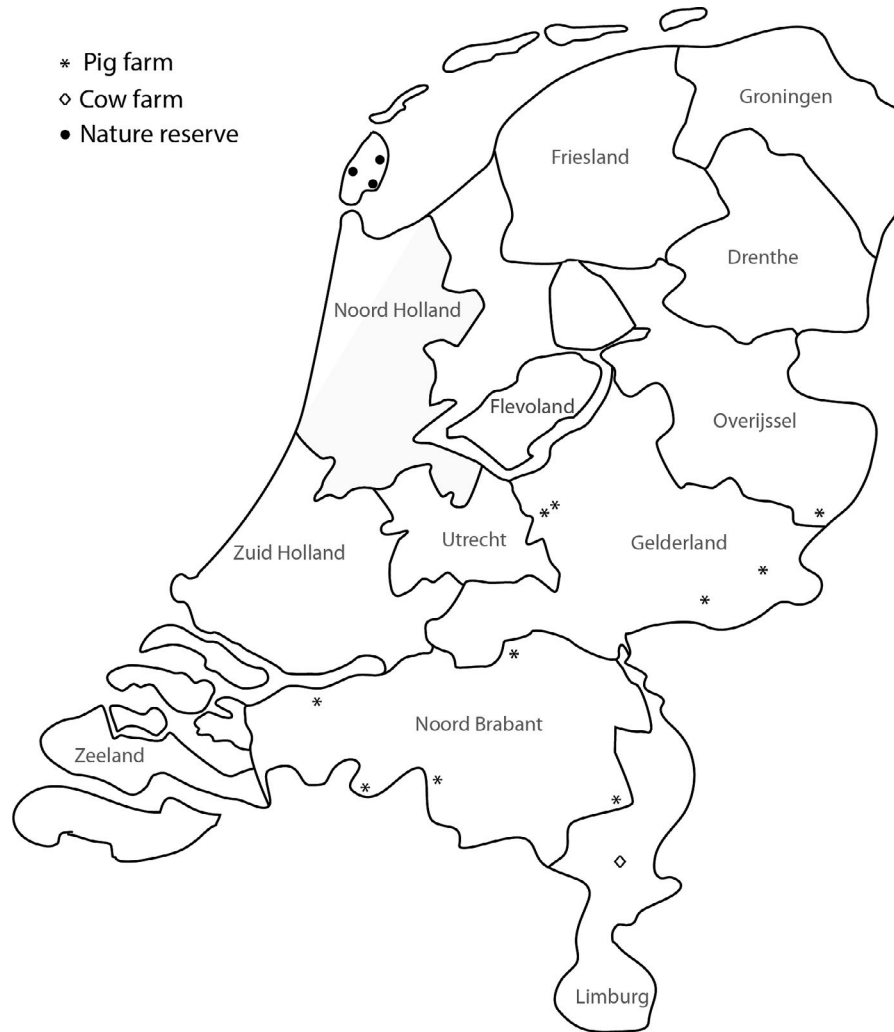 * Pig farm
◇ Cow farm
● Nature reserve
Groningen
Friesland
Drenthe
Noord Holland
Flevoland
Overijssel
Utrecht
Zuid Holland
Gelderland
Noord Brabant
Zeeland
Limburg